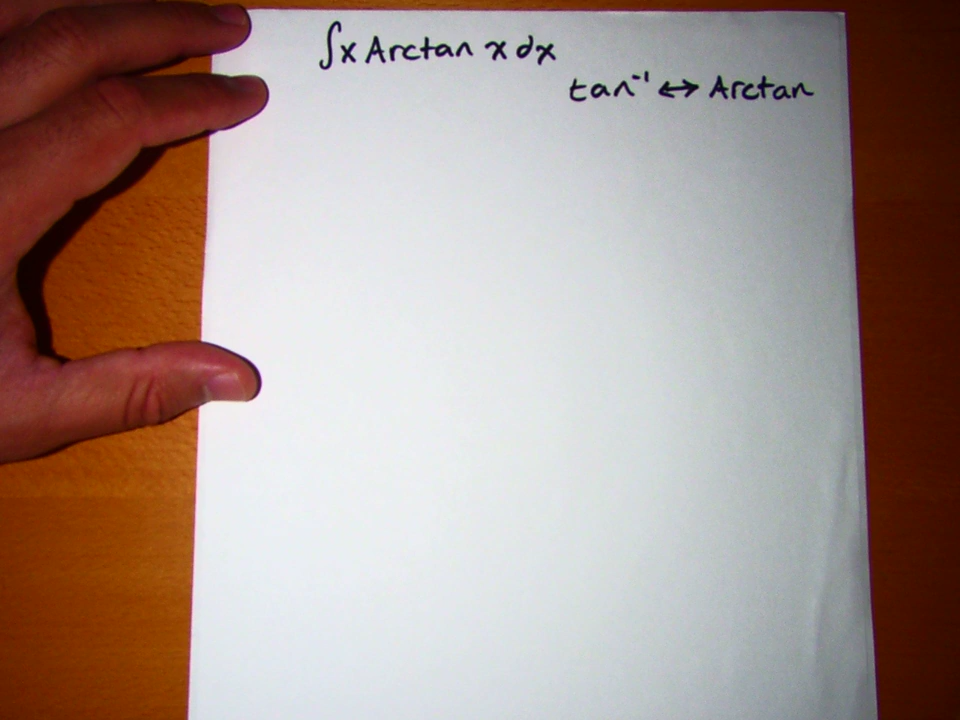 ∫x Arctan x dx
tan⁻¹ ↔ Arctan